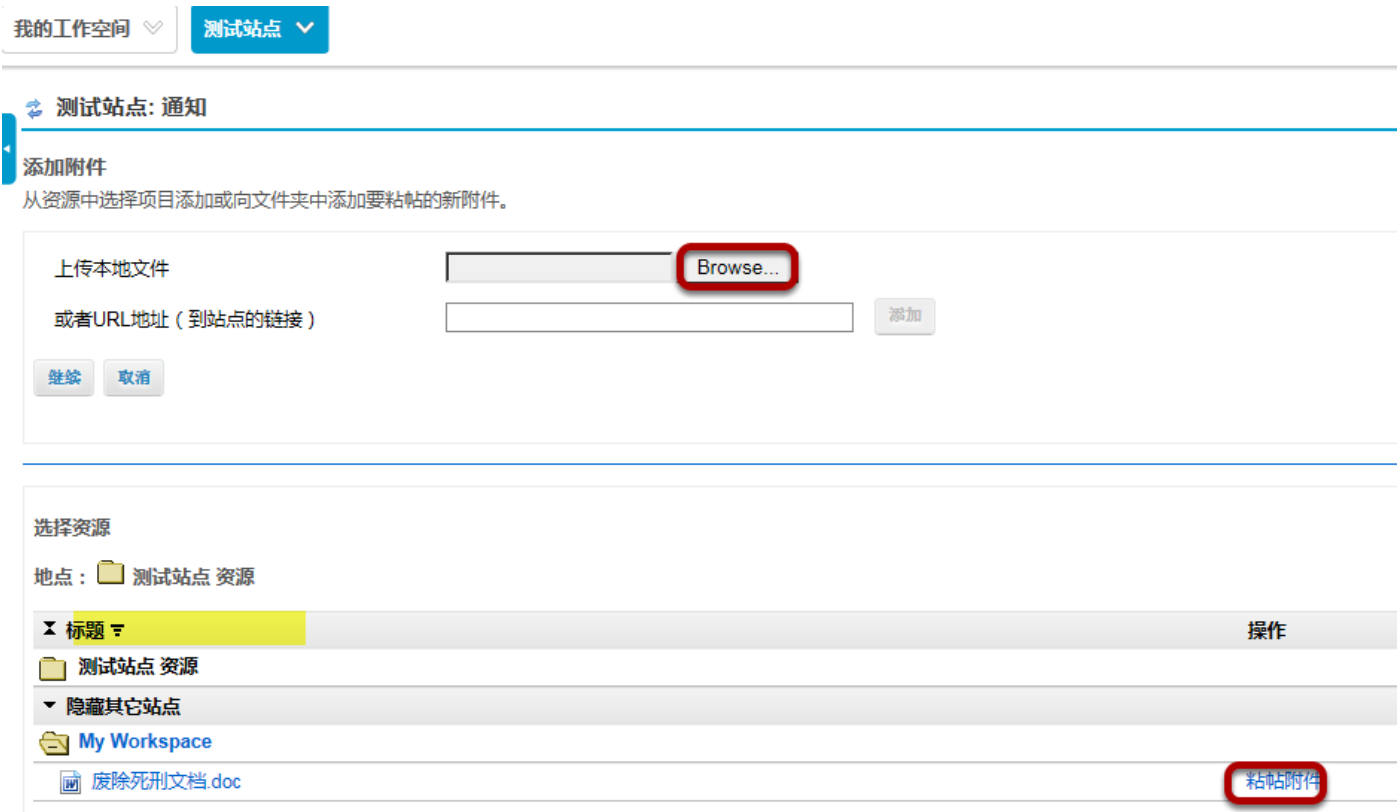 我的工作空间 测试站点
测试站点: 通知
添加附件
从资源中选择项目添加或向文件夹中添加要粘帖的新附件。
上传本地文件 Browse...
或者URL地址（到站点的链接） 添加
继续 取消
选择资源
地点： 测试站点 资源
标题 操作
测试站点 资源
隐藏其它站点
My Workspace
废除死刑文档.doc 粘帖附件